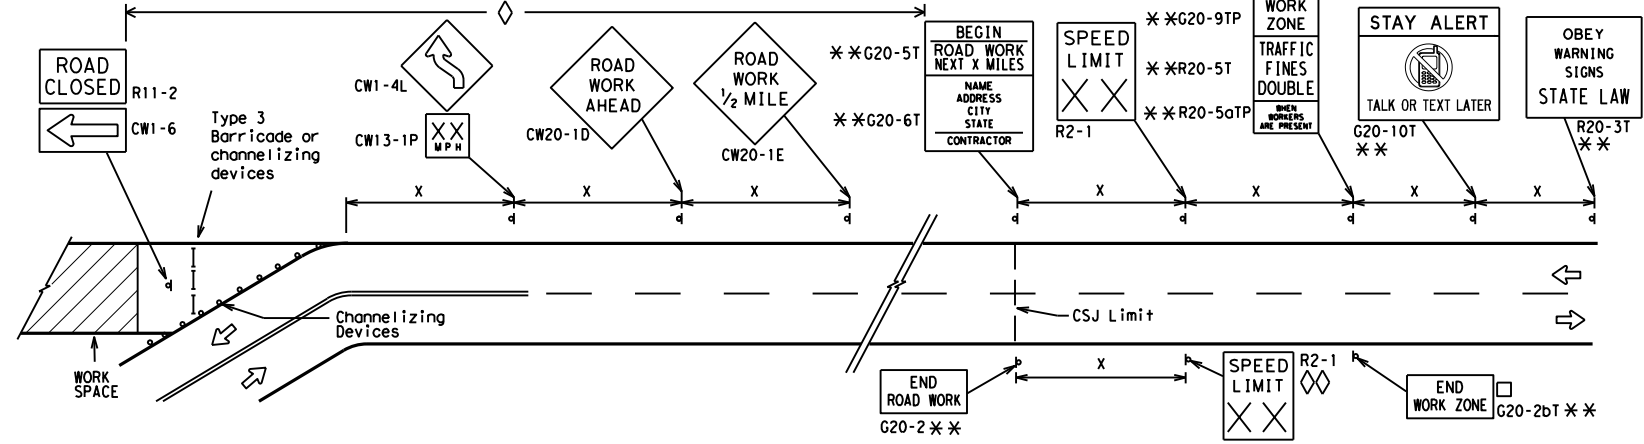 ROAD
CLOSED
R11-2
CW1-6
Type 3
Barricade or
channelizing
devices
CW1-4L
XX
MPH
CW13-1P
ROAD
WORK
AHEAD
CW20-1D
ROAD
WORK
1/2 MILE
CW20-1E
**G20-5T
**G20-6T
BEGIN
ROAD WORK
NEXT X MILES
NAME
ADDRESS
CITY
STATE
CONTRACTOR
SPEED
LIMIT
XX
R2-1
**G20-9TP
**R20-5T
**R20-5aTP
WORK
ZONE
TRAFFIC
FINES
DOUBLE
WHEN
WORKERS
ARE PRESENT
STAY ALERT
TALK OR TEXT LATER
G20-10T
**
OBEY
WARNING
SIGNS
STATE LAW
R20-3T
**
X X X X X X X
Channelizing
Devices
CSJ Limit
WORK
SPACE
END
ROAD WORK
G20-2**
X
SPEED
LIMIT
XX
R2-1
END
WORK ZONE
G20-2bT **